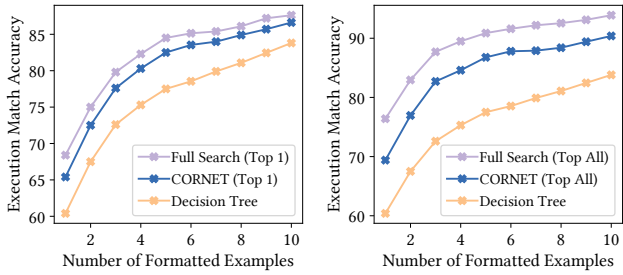 Execution Match Accuracy
85
80
75
70
65
60
Full Search (Top 1)
CORNET (Top 1)
Decision Tree
2 4 6 8 10
Number of Formatted Examples
Execution Match Accuracy
90
80
70
60
Full Search (Top All)
CORNET (Top All)
Decision Tree
2 4 6 8 10
Number of Formatted Examples